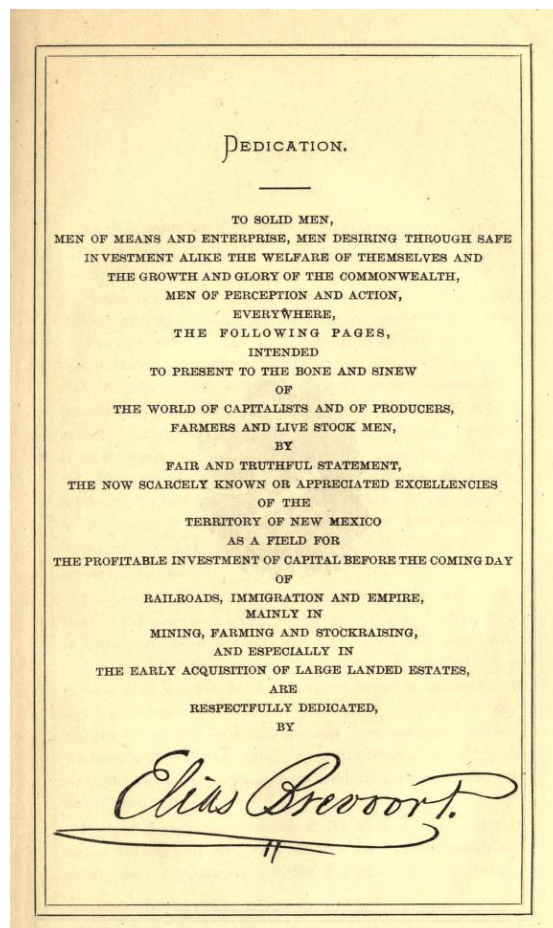 DEDICATION.
TO SOLID MEN,
MEN OF MEANS AND ENTERPRISE, MEN DESIRING THROUGH SAFE
INVESTMENT ALIKE THE WELFARE OF THEMSELVES AND
THE GROWTH AND GLORY OF THE COMMONWEALTH,
MEN OF PERCEPTION AND ACTION,
EVERYWHERE,
THE FOLLOWING PAGES,
INTENDED
TO PRESENT TO THE BONE AND SINEW
OF
THE WORLD OF CAPITALISTS AND OF PRODUCERS,
FARMERS AND LIVE STOCK MEN,
BY
FAIR AND TRUTHFUL STATEMENT,
THE NOW SCARCELY KNOWN OR APPRECIATED EXCELLENCIES
OF THE
TERRITORY OF NEW MEXICO
AS A FIELD FOR
THE PROFITABLE INVESTMENT OF CAPITAL BEFORE THE COMING DAY
OF
RAILROADS, IMMIGRATION AND EMPIRE,
MAINLY IN
MINING, FARMING AND STOCKRAISING,
AND ESPECIALLY IN
THE EARLY ACQUISITION OF LARGE LANDED ESTATES,
ARE
RESPECTFULLY DEDICATED,
BY
Elias Brevoort.